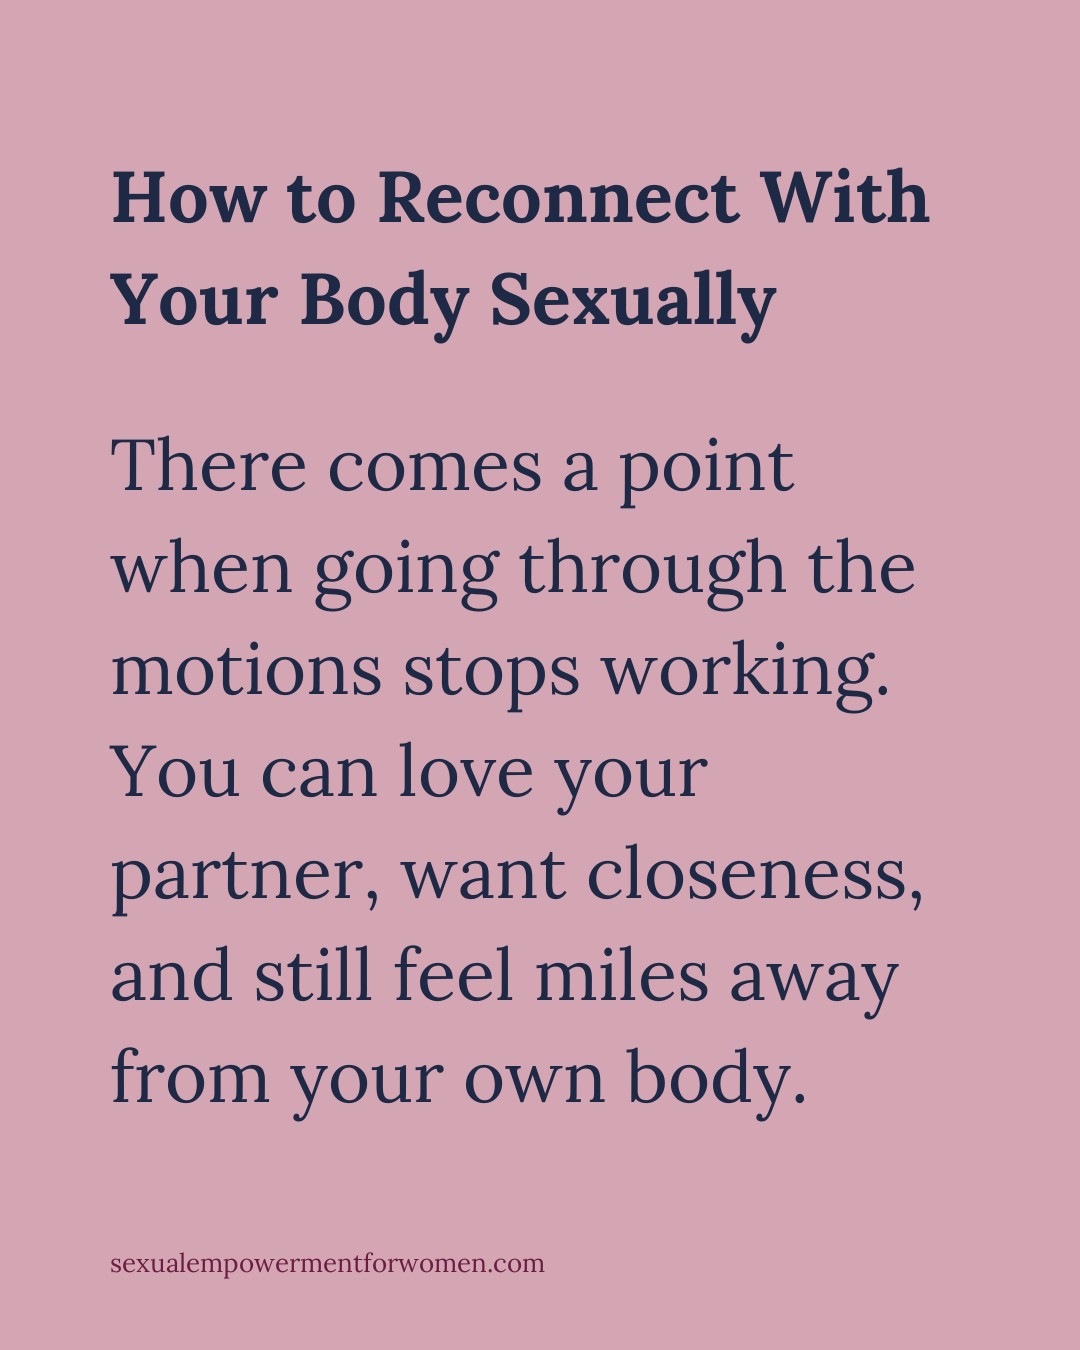 How to Reconnect With
Your Body Sexually
There comes a point
when going through the
motions stops working.
You can love your
partner, want closeness,
and still feel miles away
from your own body.
sexualempowermentforwomen.com